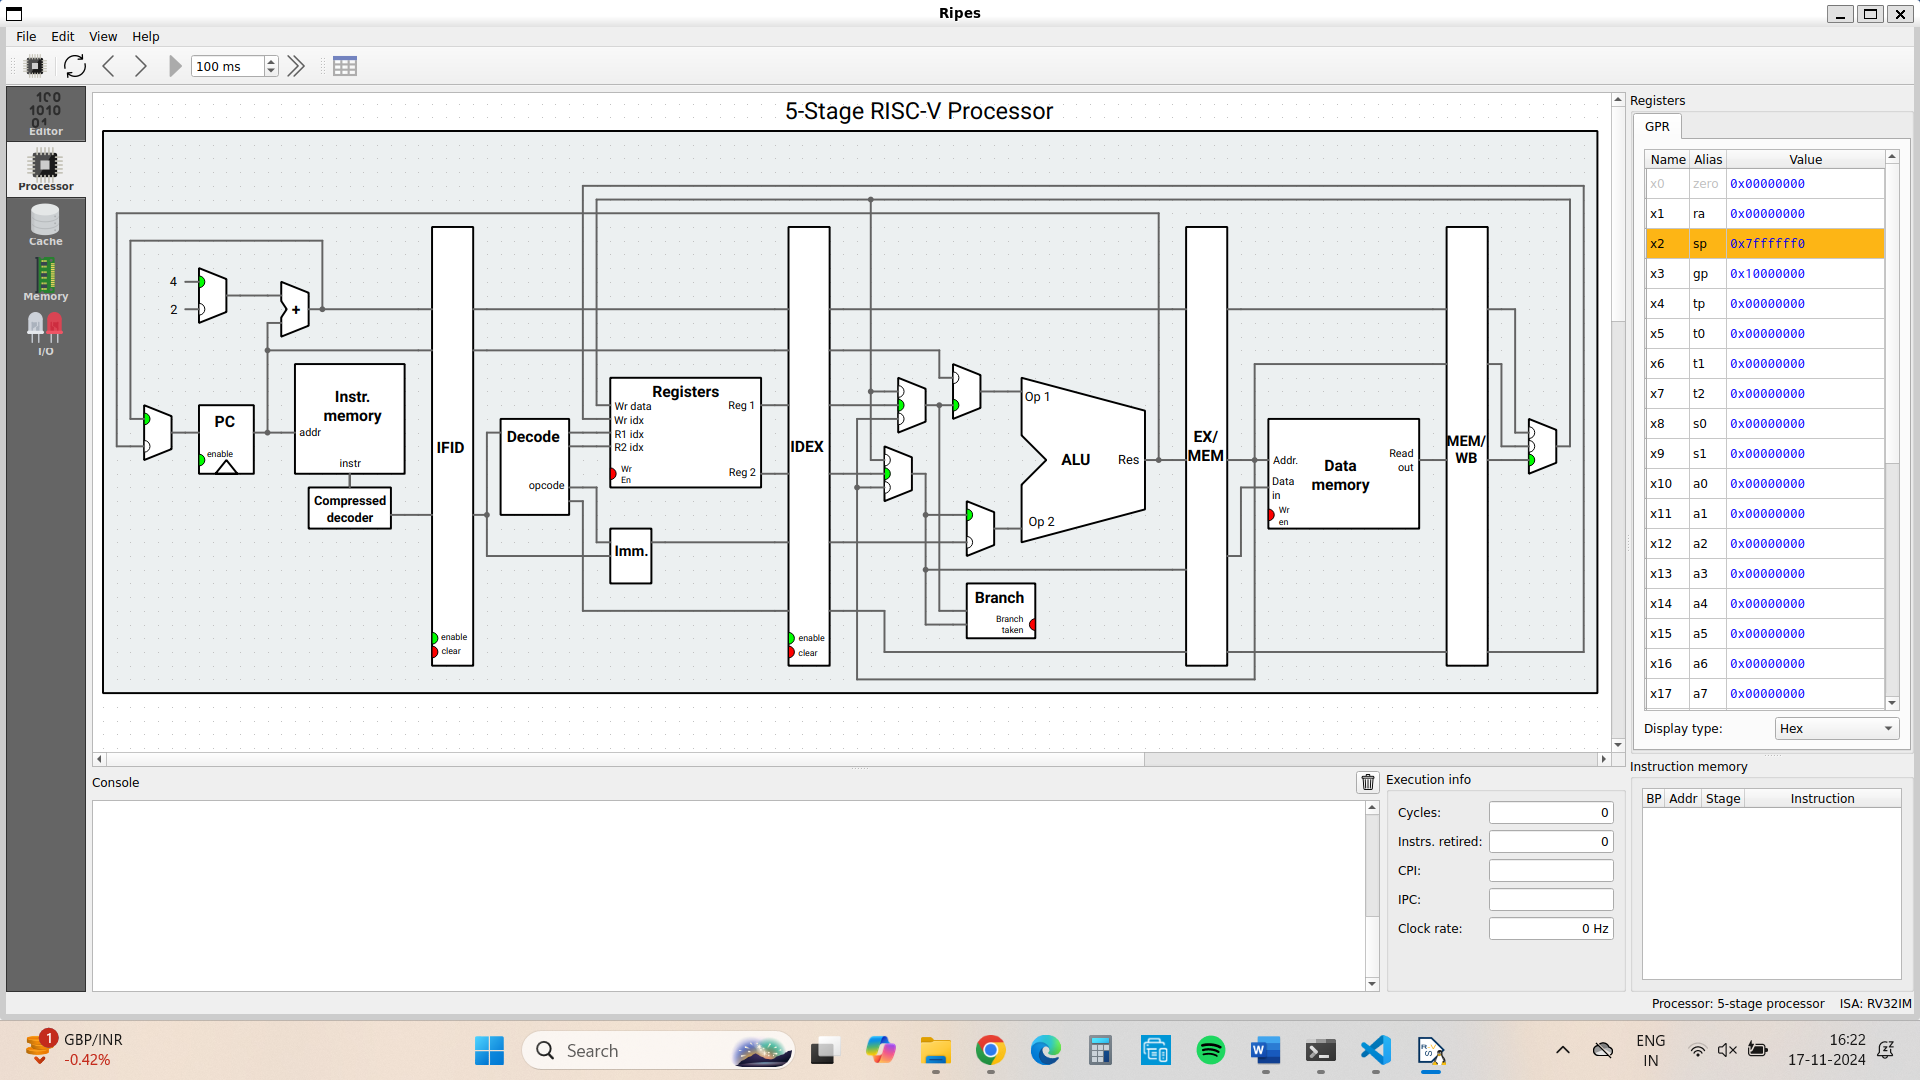 Ripes
File Edit View Help
100 ms
Editor
Processor
Cache
Memory
I/O
5-Stage RISC-V Processor
4
2
+
PC
enable
Instr. memory
addr
instr
Compressed decoder
IFID
enable
clear
Decode
opcode
Registers
Wr data
Wr idx
R1 idx
R2 idx
Wr En
Reg 1
Reg 2
Imm.
IDEX
enable
clear
Op 1
ALU
Res
Op 2
Branch
Branch taken
EX/ MEM
Addr.
Data in
Wr en
Data memory
Read out
MEM/ WB
Registers
GPR
Name Alias Value
x0 zero 0x00000000
x1 ra 0x00000000
x2 sp 0x7ffffff0
x3 gp 0x10000000
x4 tp 0x00000000
x5 t0 0x00000000
x6 t1 0x00000000
x7 t2 0x00000000
x8 s0 0x00000000
x9 s1 0x00000000
x10 a0 0x00000000
x11 a1 0x00000000
x12 a2 0x00000000
x13 a3 0x00000000
x14 a4 0x00000000
x15 a5 0x00000000
x16 a6 0x00000000
x17 a7 0x00000000
Display type: Hex
Console
Execution info
Cycles: 0
Instrs. retired: 0
CPI:
IPC:
Clock rate: 0 Hz
Instruction memory
BP Addr Stage Instruction
Processor: 5-stage processor ISA: RV32IM
1
GBP/INR
-0.42%
Search
ENG
IN
16:22
17-11-2024